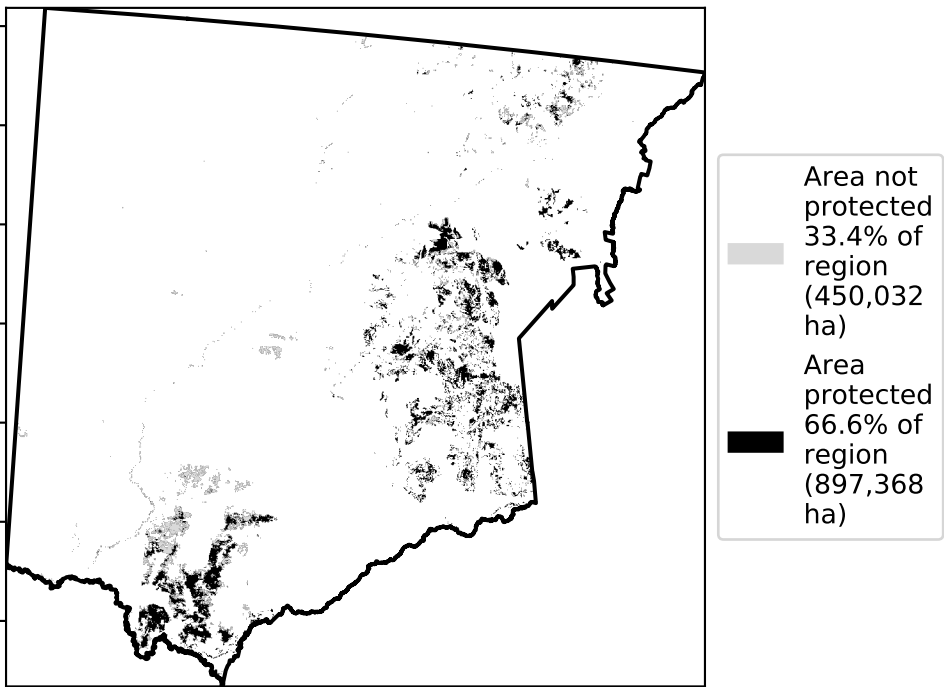 Area not
protected
33.4% of
region
(450,032
ha)
Area
protected
66.6% of
region
(897,368
ha)